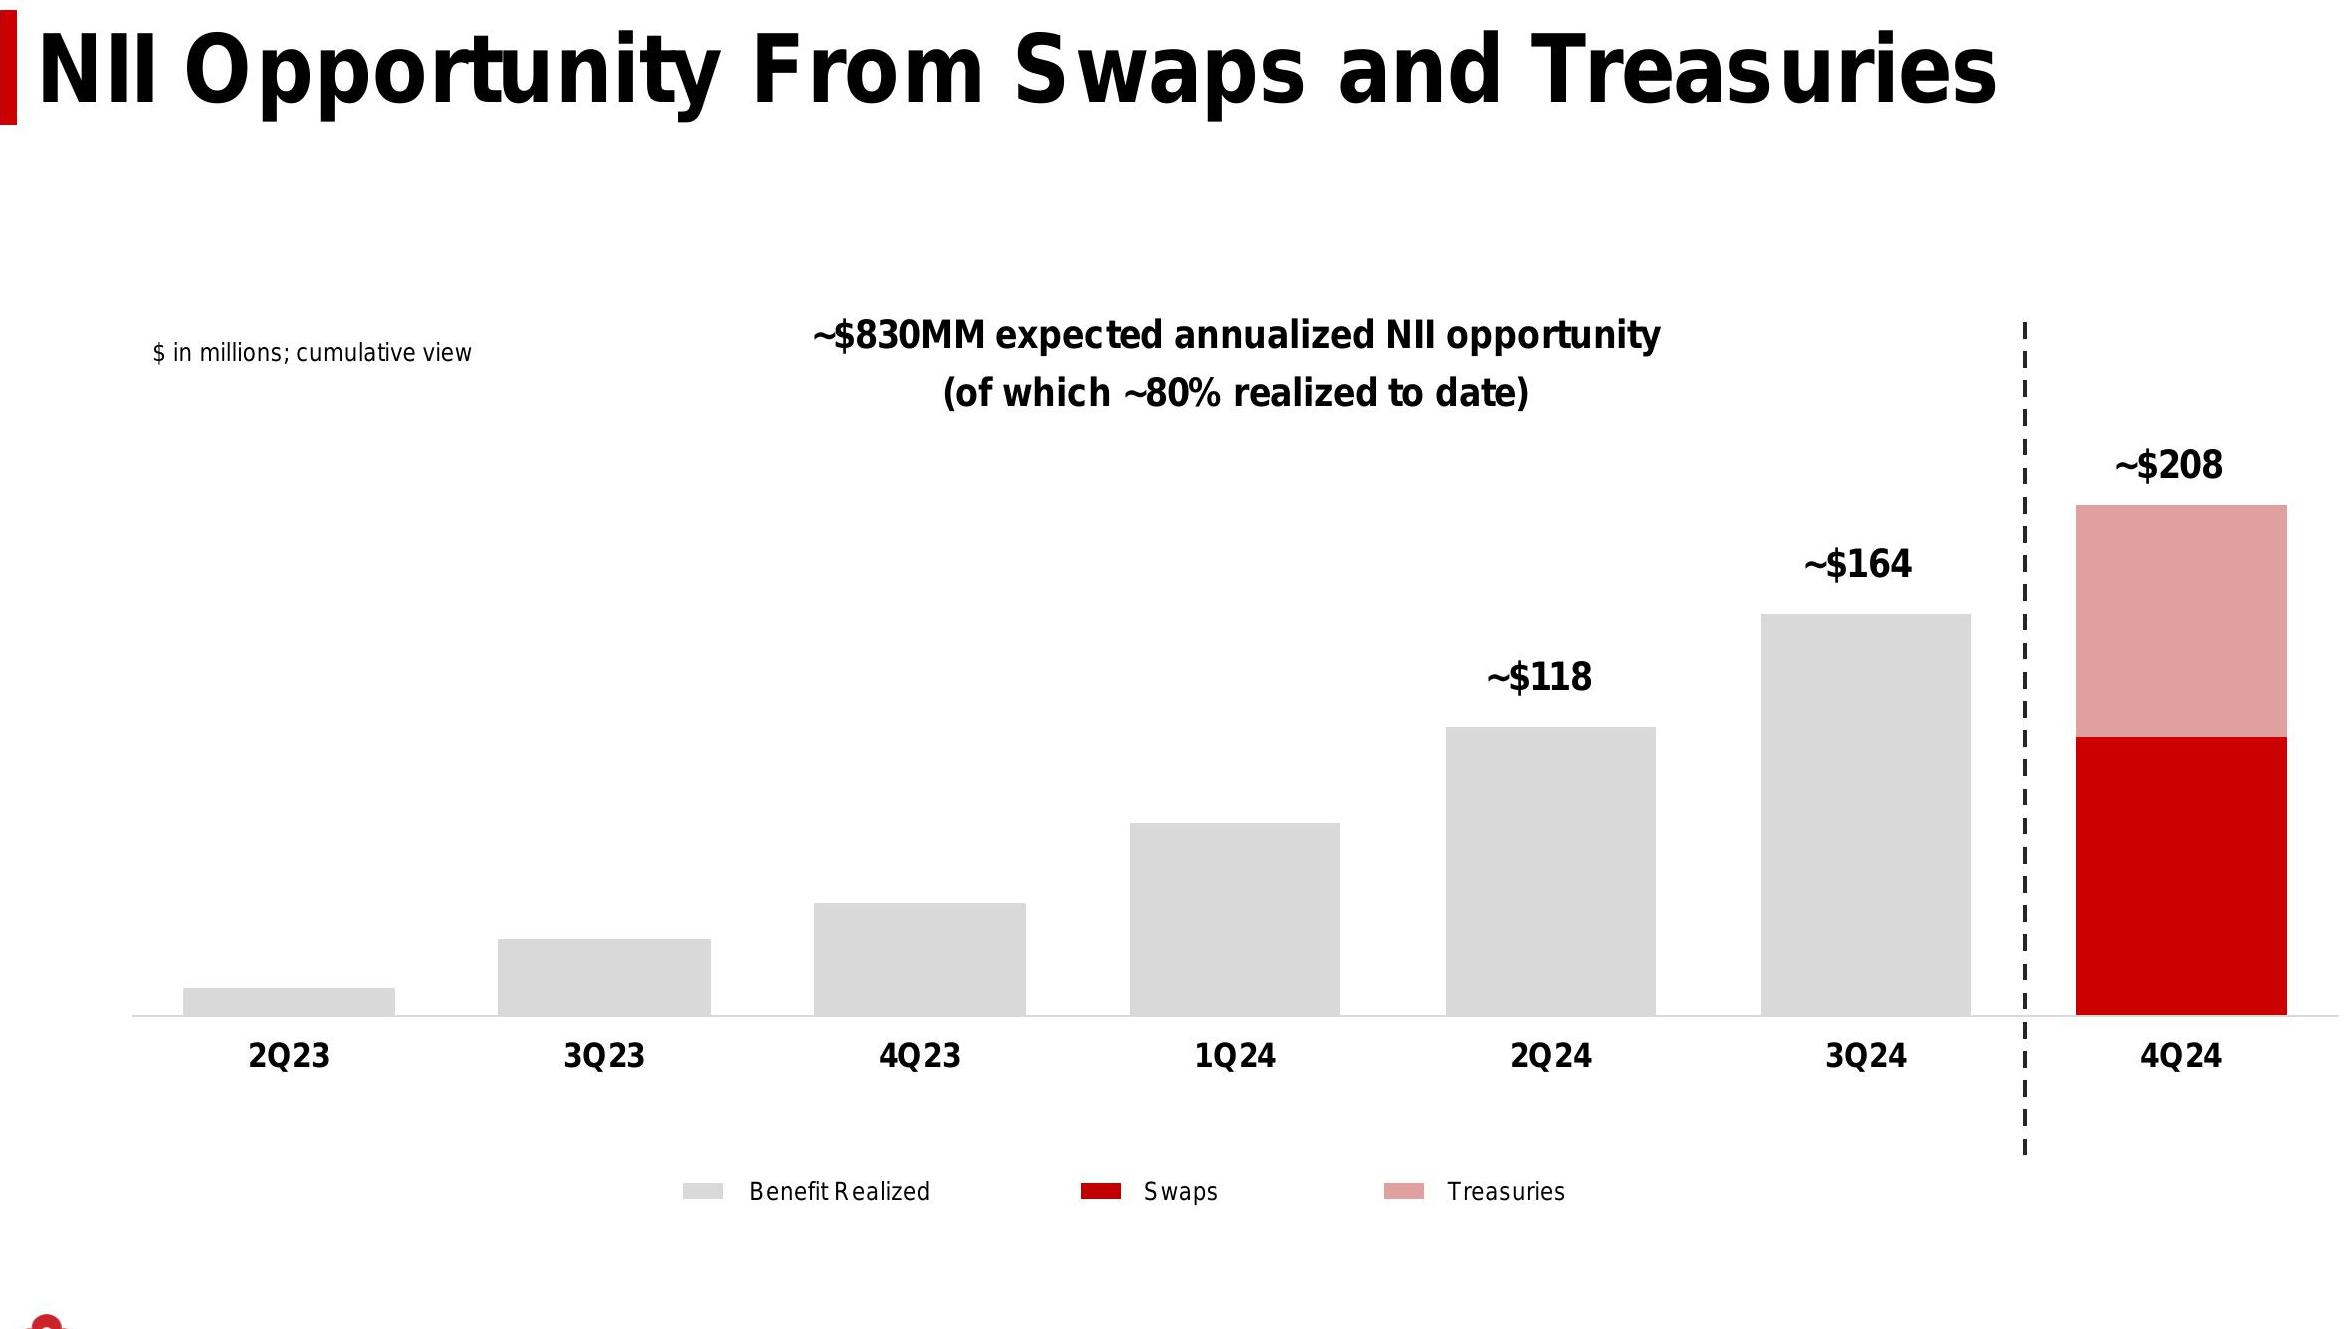 NII Opportunity From Swaps and Treasuries
$ in millions; cumulative view
~$830MM expected annualized NII opportunity
(of which ~80% realized to date)
~$208
~$164
~$118
2Q23
3Q23
4Q23
1Q24
2Q24
3Q24
4Q24
Benefit Realized
Swaps
Treasuries